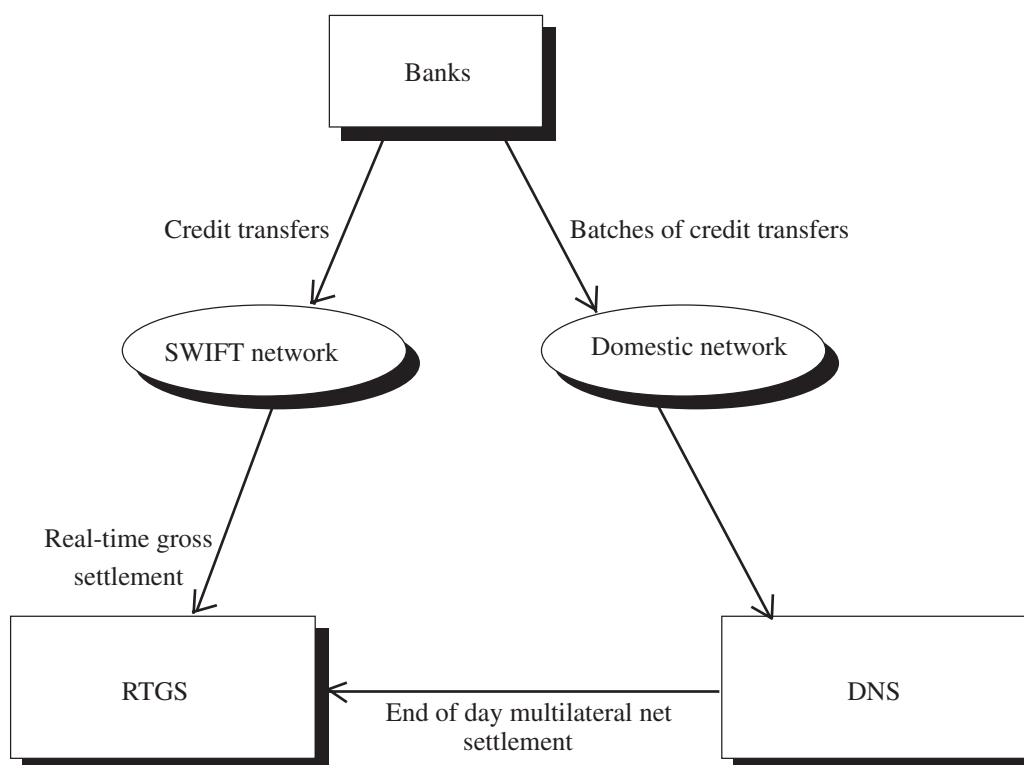 Banks
Credit transfers
Batches of credit transfers
SWIFT network
Domestic network
Real-time gross
settlement
RTGS
DNS
End of day multilateral net
settlement